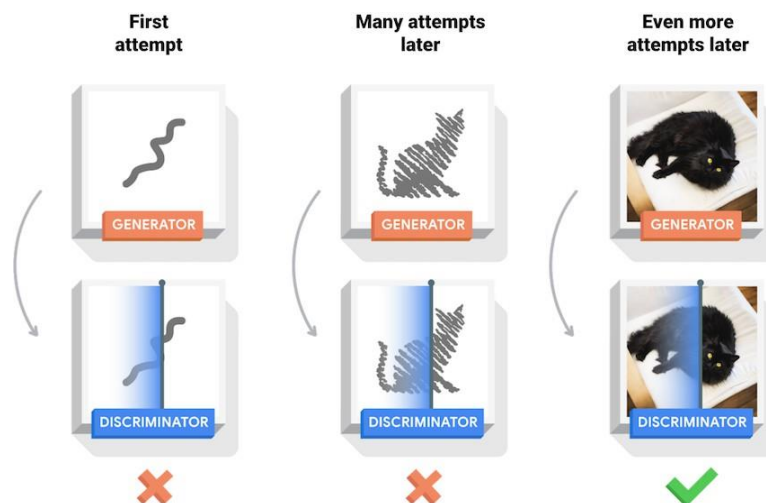 First
attempt
Many attempts
later
Even more
attempts later
GENERATOR
GENERATOR
GENERATOR
DISCRIMINATOR
DISCRIMINATOR
DISCRIMINATOR